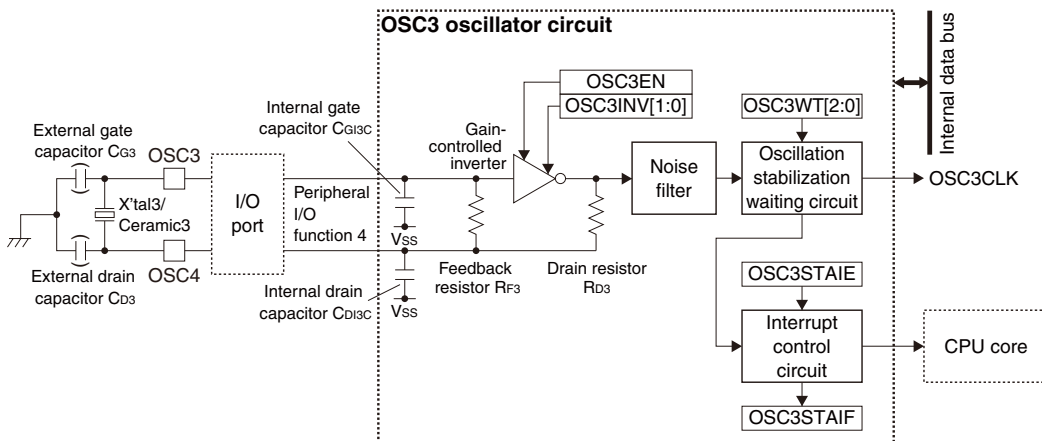 OSC3 oscillator circuit
Internal data bus
OSC3EN
OSC3INV[1:0]
OSC3WT[2:0]
Internal gate
capacitor CGI3C
Gain-
controlled
inverter
External gate
capacitor CG3
OSC3
I/O
port
Peripheral
I/O
function 4
VSS
Noise
filter
Oscillation
stabilization
waiting circuit
OSC3CLK
X'tal3/
Ceramic3
OSC4
External drain
capacitor CD3
Internal drain
capacitor CDI3C
VSS
Feedback
resistor RF3
Drain resistor
RD3
OSC3STAIE
Interrupt
control
circuit
CPU core
OSC3STAIF